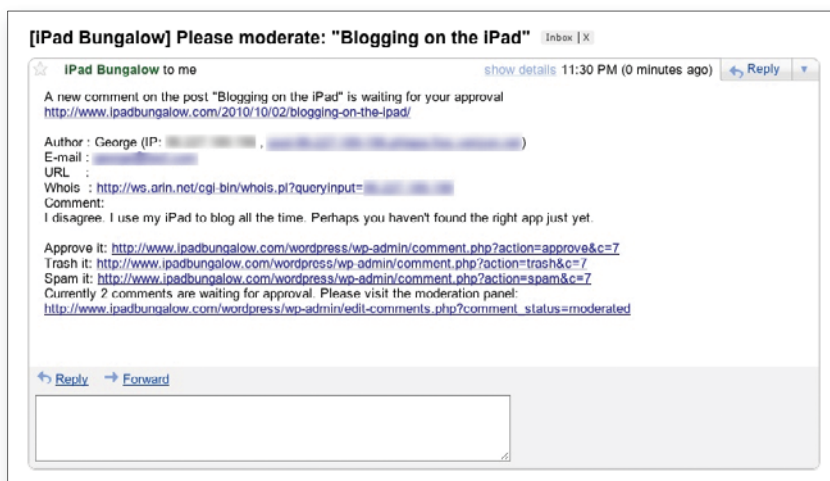 [iPad Bungalow] Please moderate: "Blogging on the iPad" Inbox | X
iPad Bungalow to me show details 11:30 PM (0 minutes ago) Reply
A new comment on the post "Blogging on the iPad" is waiting for your approval
http://www.ipadbungalow.com/2010/10/02/blogging-on-the-ipad/
Author : George (IP: , )
E-mail :
URL :
Whois : http://ws.arin.net/cgi-bin/whois.pl?queryinput=
Comment:
I disagree. I use my iPad to blog all the time. Perhaps you haven't found the right app just yet.
Approve it: http://www.ipadbungalow.com/wordpress/wp-admin/comment.php?action=approve&c=7
Trash it: http://www.ipadbungalow.com/wordpress/wp-admin/comment.php?action=trash&c=7
Spam it: http://www.ipadbungalow.com/wordpress/wp-admin/comment.php?action=spam&c=7
Currently 2 comments are waiting for approval. Please visit the moderation panel:
http://www.ipadbungalow.com/wordpress/wp-admin/edit-comments.php?comment_status=moderated
Reply Forward